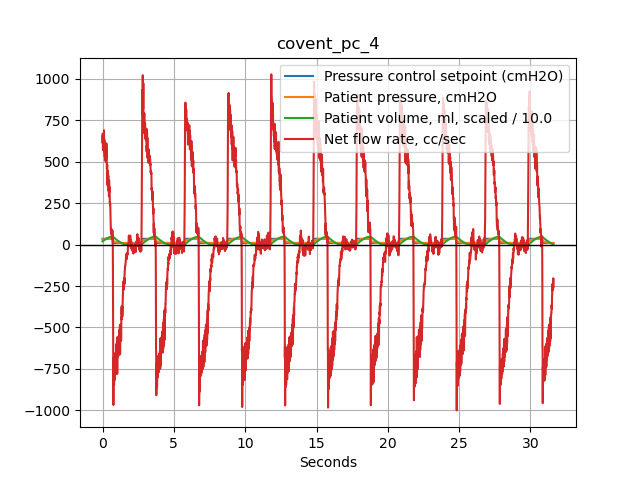 covent_pc_4
Pressure control setpoint (cmH2O)
Patient pressure, cmH2O
Patient volume, ml, scaled / 10.0
Net flow rate, cc/sec
1000
750
500
250
0
−250
−500
−750
−1000
0 5 10 15 20 25 30
Seconds